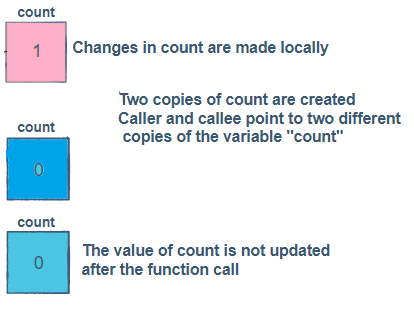 count
1
Changes in count are made locally
Two copies of count are created
Caller and callee point to two different
copies of the variable "count"
count
0
count
0
The value of count is not updated
after the function call